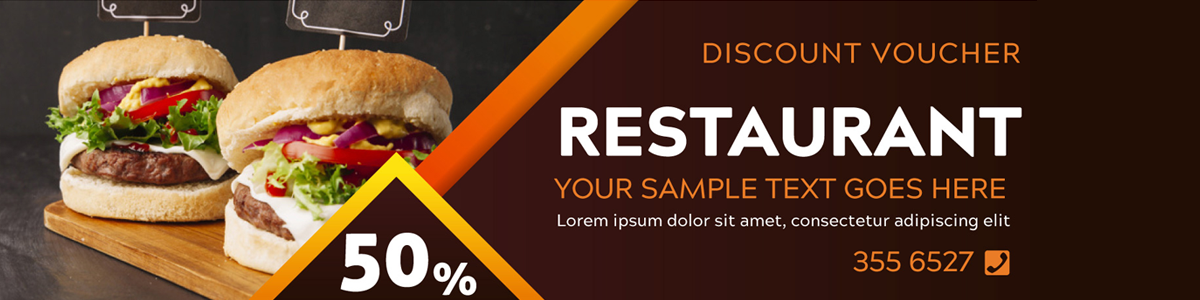 DISCOUNT VOUCHER
RESTAURANT
YOUR SAMPLE TEXT GOES HERE
Lorem ipsum dolor sit amet, consectetur adipiscing elit
355 6527
50%